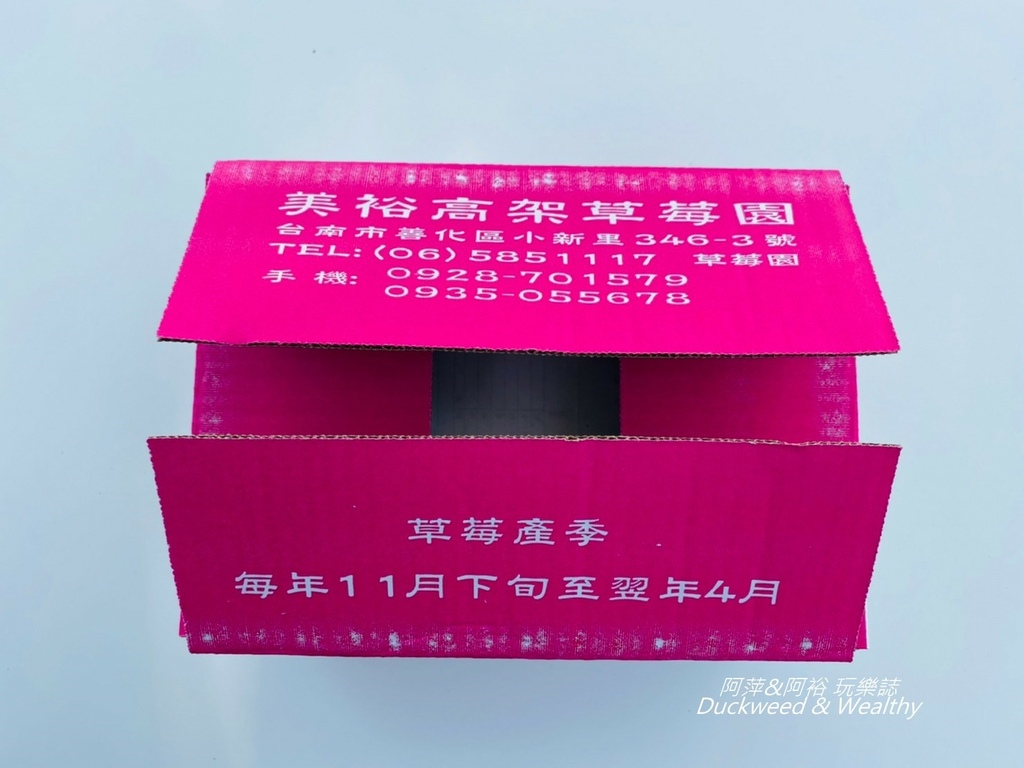 美裕高架草莓園
台南市善化區小新里346-3號
TEL:(06)5851117 草莓園
手機: 0928-701579
0935-055678
草莓產季
每年11月下旬至翌年4月
阿萍&阿裕 玩樂誌
Duckweed & Wealthy